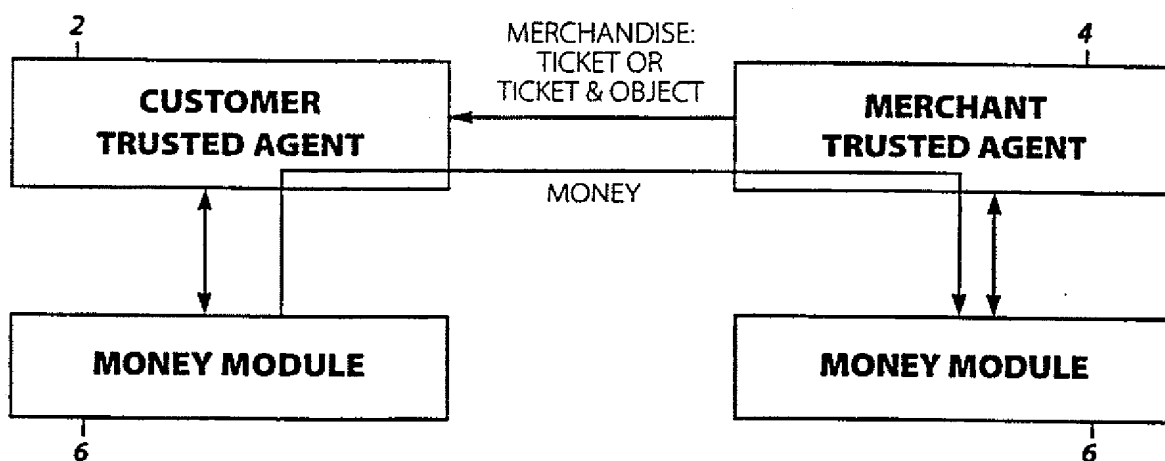 2
4
MERCHANDISE:
TICKET OR
TICKET & OBJECT
CUSTOMER
TRUSTED AGENT
MERCHANT
TRUSTED AGENT
MONEY
MONEY MODULE
MONEY MODULE
6
6